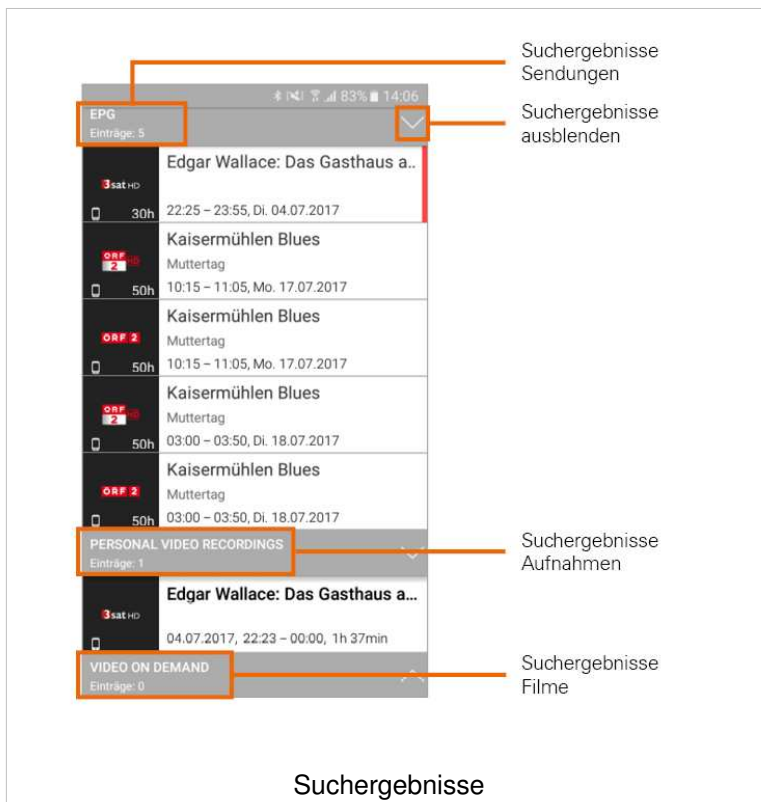 Suchergebnisse
Sendungen
83% 14:06
EPG
Einträge: 5
Suchergebnisse
ausblenden
Edgar Wallace: Das Gasthaus a..
3sat HD
30h
22:25 – 23:55, Di. 04.07.2017
Kaisermühlen Blues
ORF
2 HD
Muttertag
50h
10:15 – 11:05, Mo. 17.07.2017
Kaisermühlen Blues
Muttertag
ORF 2
50h
10:15 – 11:05, Mo. 17.07.2017
Kaisermühlen Blues
ORF
2 HD
Muttertag
50h
03:00 – 03:50, Di. 18.07.2017
Kaisermühlen Blues
Muttertag
ORF 2
50h
03:00 – 03:50, Di. 18.07.2017
PERSONAL VIDEO RECORDINGS
Einträge: 1
Suchergebnisse
Aufnahmen
Edgar Wallace: Das Gasthaus a...
3sat HD
04.07.2017, 22:23 – 00:00, 1h 37min
VIDEO ON DEMAND
Einträge: 0
Suchergebnisse
Filme
Suchergebnisse